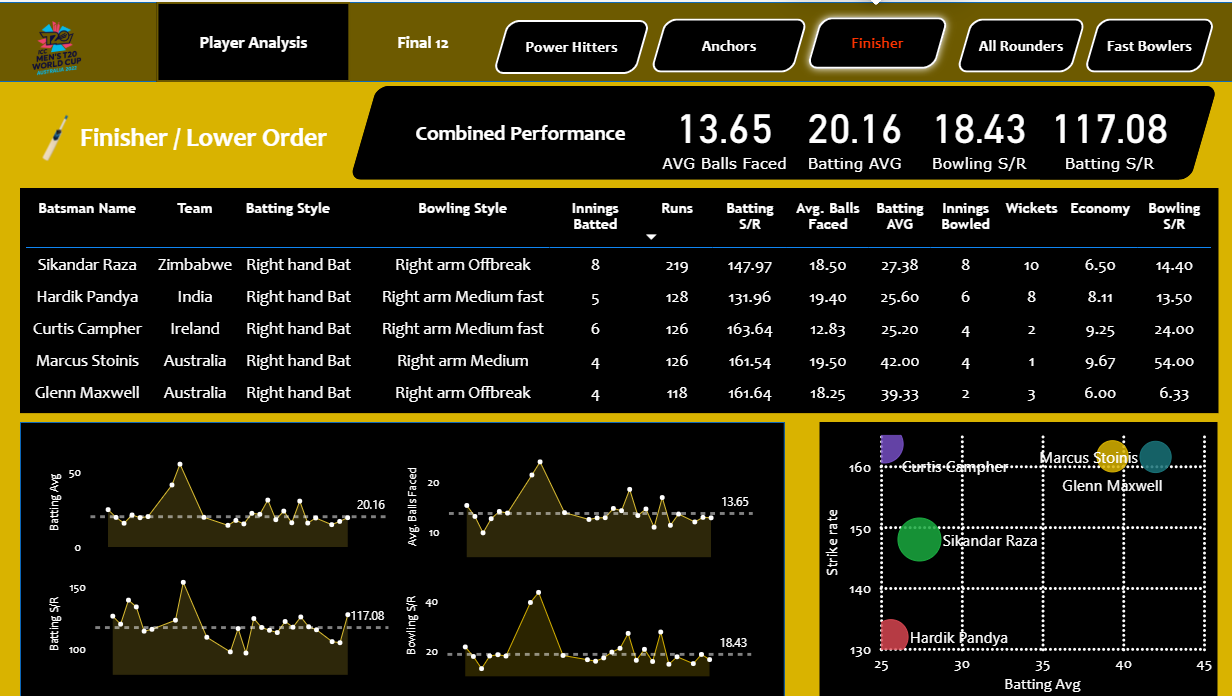 T20
ICC
MEN'S T20
WORLD CUP
AUSTRALIA 2022
Player Analysis
Final 12
Power Hitters
Anchors
Finisher
All Rounders
Fast Bowlers
Finisher / Lower Order
Combined Performance
13.65 20.16 18.43 117.08
AVG Balls Faced Batting AVG Bowling S/R Batting S/R
Batsman Name Team Batting Style Bowling Style Innings Batted Runs Batting S/R Avg. Balls Faced Batting AVG Innings Bowled Wickets Economy Bowling S/R
Sikandar Raza Zimbabwe Right hand Bat Right arm Offbreak 8 219 147.97 18.50 27.38 8 10 6.50 14.40
Hardik Pandya India Right hand Bat Right arm Medium fast 5 128 131.96 19.40 25.60 6 8 8.11 13.50
Curtis Campher Ireland Right hand Bat Right arm Medium fast 6 126 163.64 12.83 25.20 4 2 9.25 24.00
Marcus Stoinis Australia Right hand Bat Right arm Medium 4 126 161.54 19.50 42.00 4 1 9.67 54.00
Glenn Maxwell Australia Right hand Bat Right arm Offbreak 4 118 161.64 18.25 39.33 2 3 6.00 6.33
Batting Avg
50
0
20.16
Avg. Balls Faced
20
10
13.65
Batting S/R
150
100
117.08
Bowling S/R
40
20
18.43
Strike rate
160
150
140
130
Curtis Campher
Marcus Stoinis
Glenn Maxwell
Sikandar Raza
Hardik Pandya
25 30 35 40 45
Batting Avg